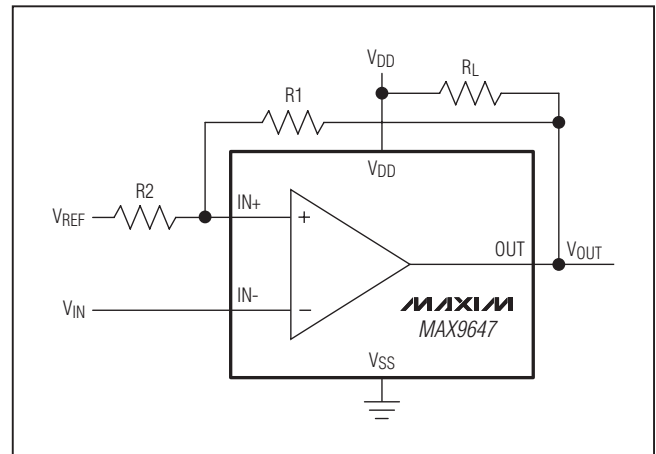 VDD
RL
R1
VDD
R2
IN+
VREF
+
OUT
VOUT
IN-
VIN
−
MAXIM
MAX9647
VSS